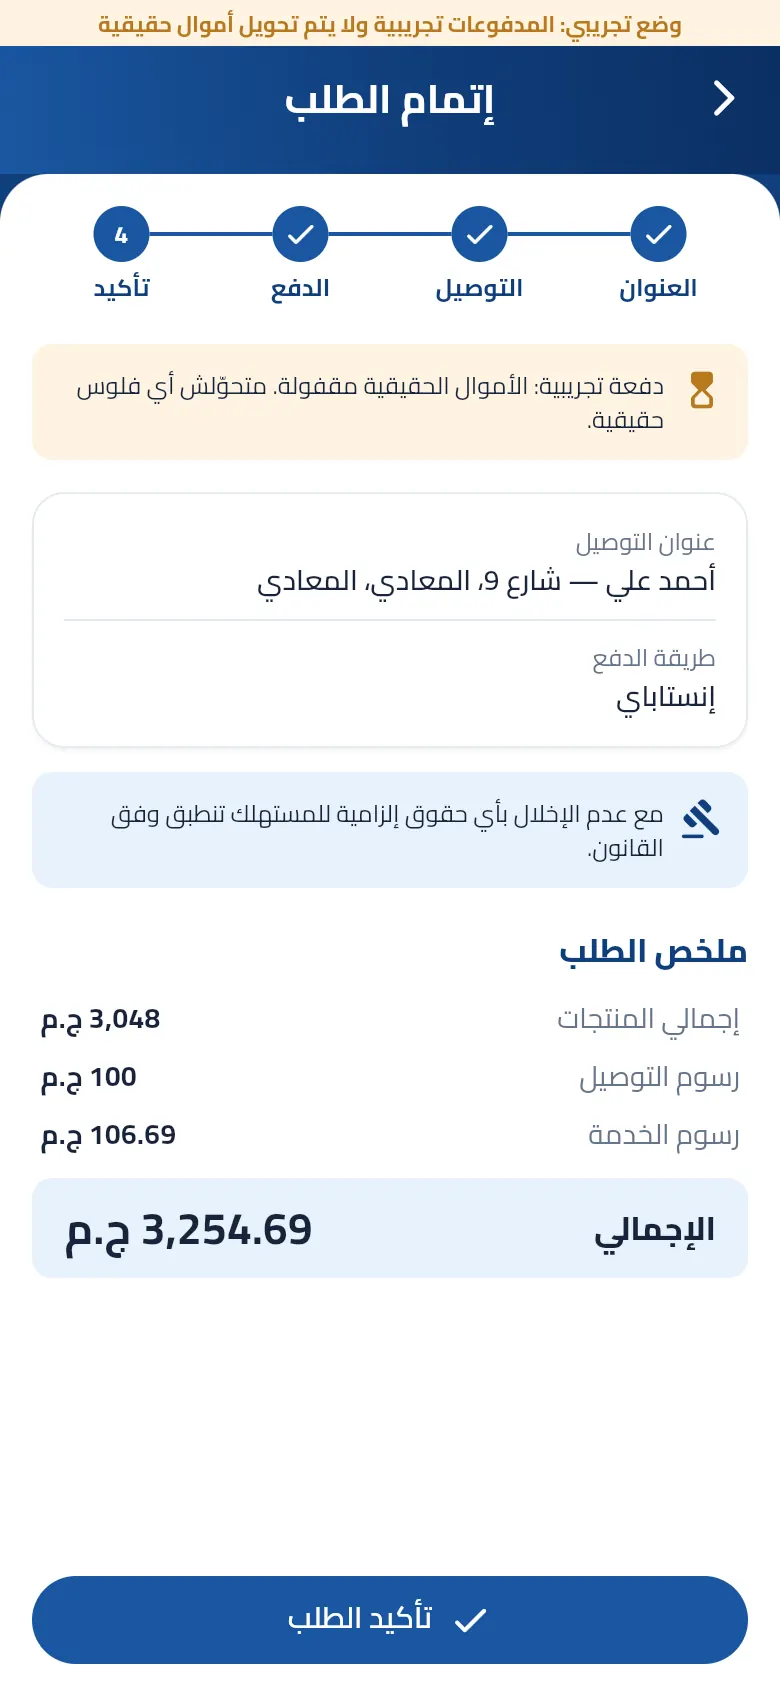 وضع تجريبي: المدفوعات تجريبية ولا يتم تحويل أموال حقيقية
إتمام الطلب
العنوان
التوصيل
الدفع
4
تأكيد
دفعة تجريبية: الأموال الحقيقية مقفولة. متحوّلش أي فلوس
حقيقية.
عنوان التوصيل
أحمد علي — شارع 9، المعادي، المعادي
طريقة الدفع
إنستاباي
مع عدم الإخلال بأي حقوق إلزامية للمستهلك تنطبق وفق
القانون.
ملخص الطلب
إجمالي المنتجات 3,048 ج.م
رسوم التوصيل 100 ج.م
رسوم الخدمة 106.69 ج.م
الإجمالي 3,254.69 ج.م
تأكيد الطلب